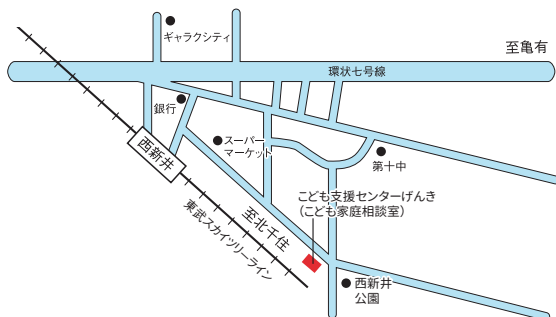 ギャラクシティ
至亀有
環状七号線
銀行
スーパー
マーケット
西新井
第十中
こども支援センターげんき
（こども家庭相談室）
至北千住
東武スカイツリーライン
西新井
公園